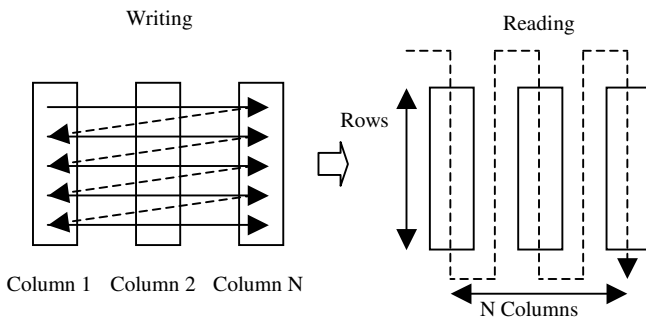 Writing
Reading
Rows
Column 1 Column 2 Column N
N Columns